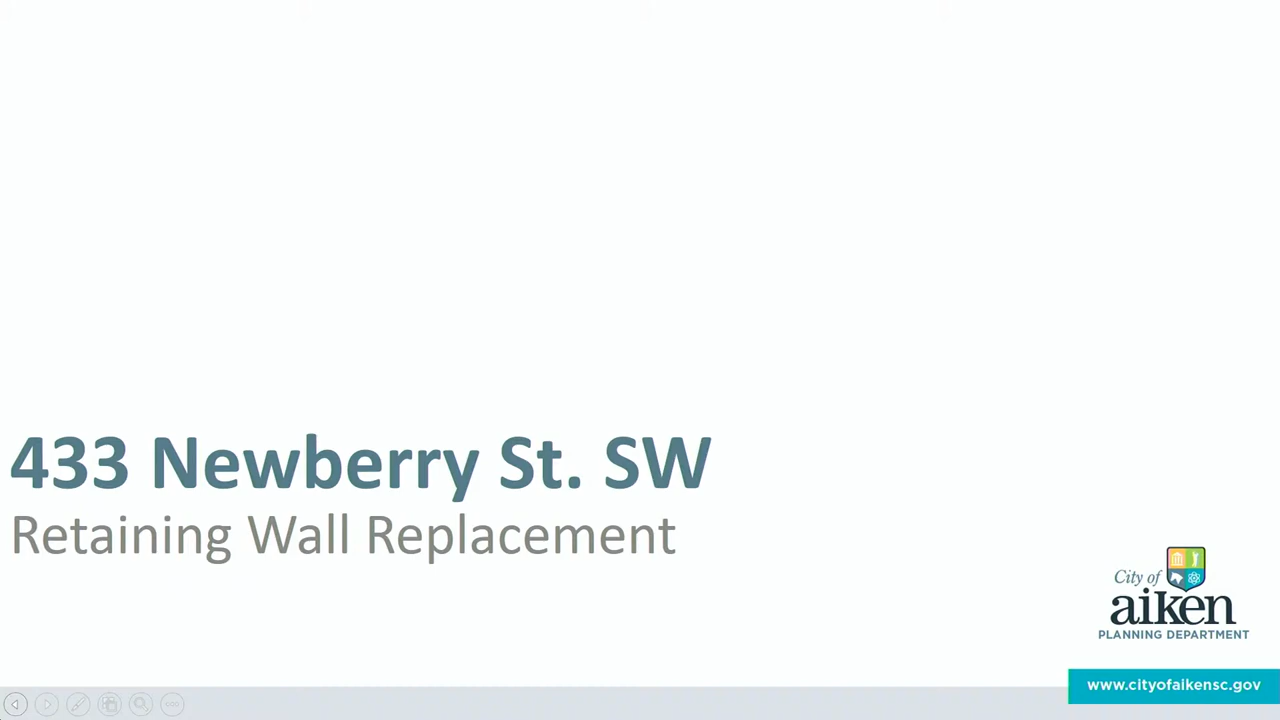 433 Newberry St. SW
Retaining Wall Replacement
City of
aiken
PLANNING DEPARTMENT
www.cityofaikensc.gov